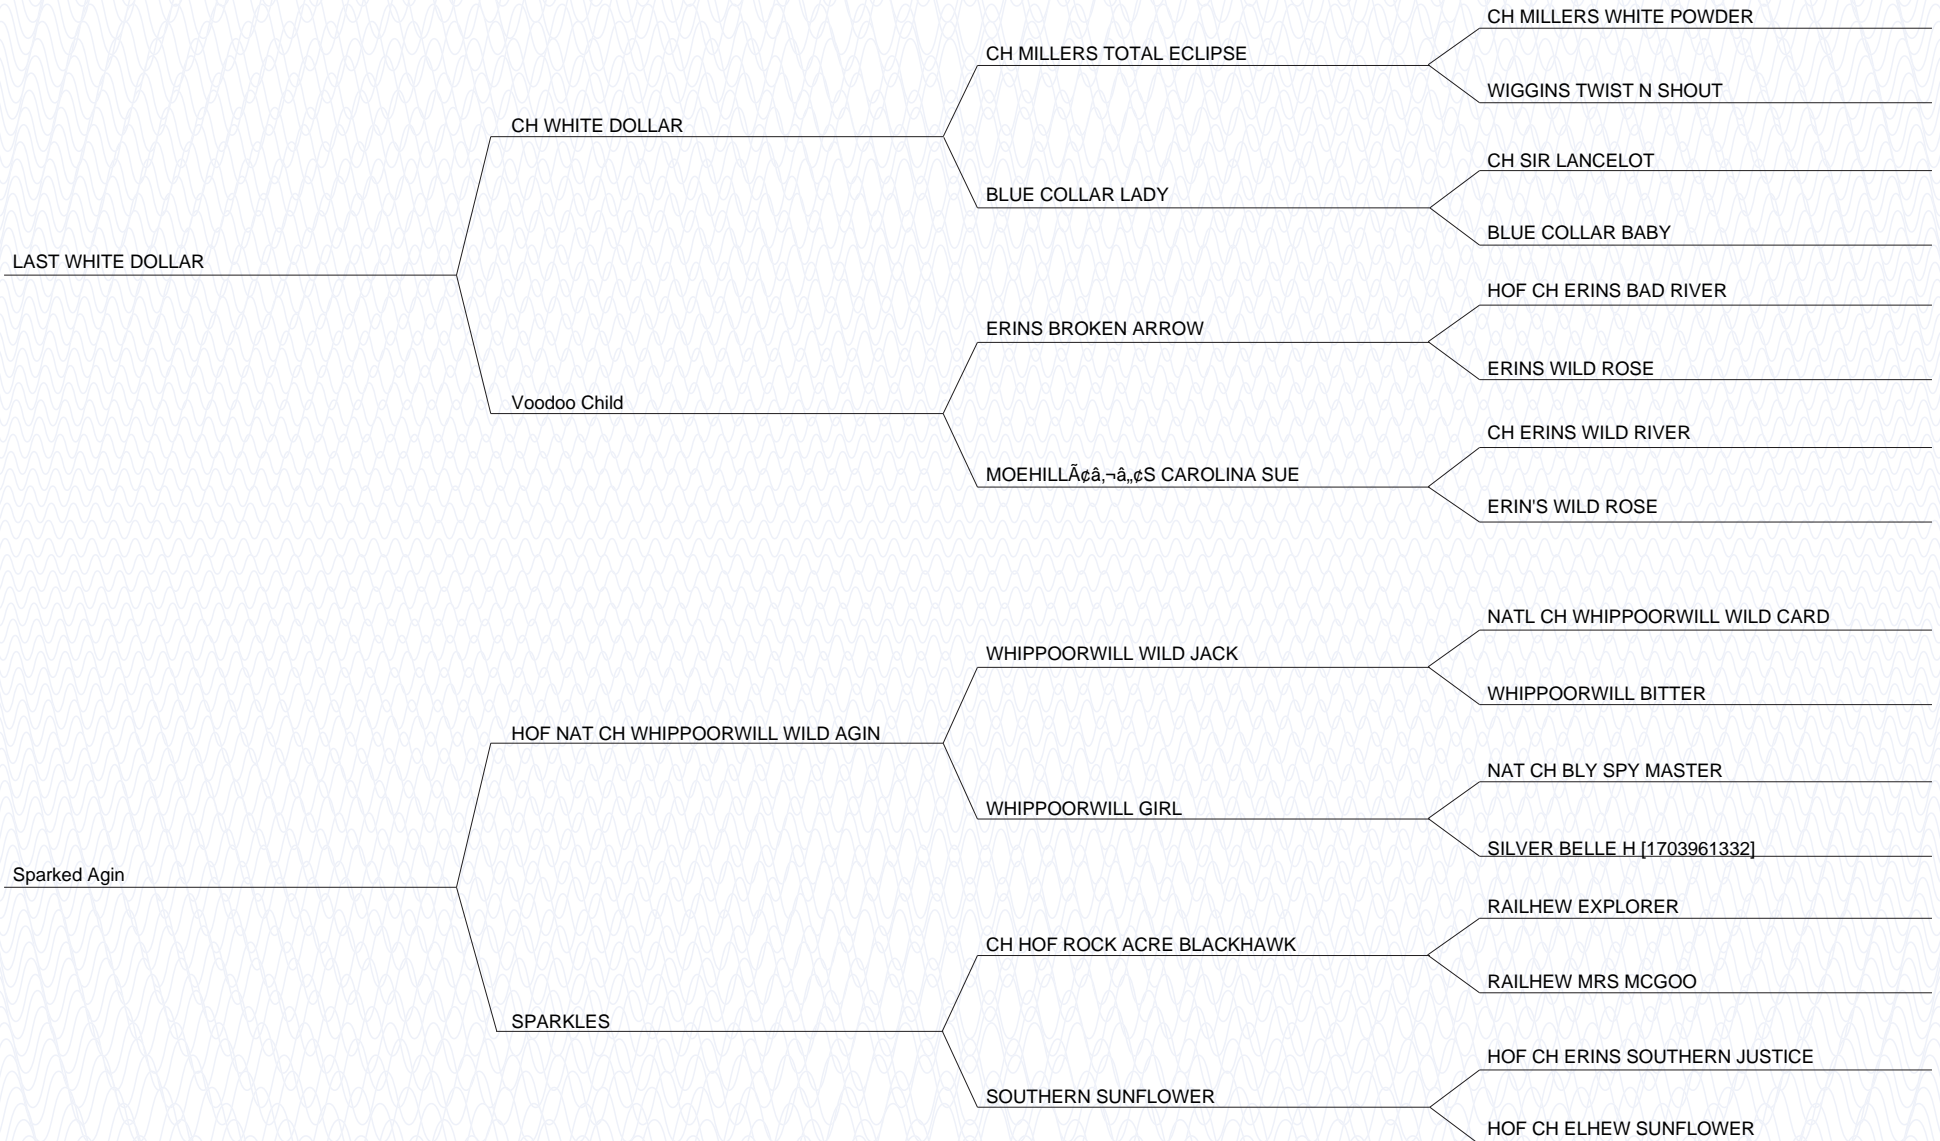 CH MILLERS WHITE POWDER
CH MILLERS TOTAL ECLIPSE
WIGGINS TWIST N SHOUT
CH WHITE DOLLAR
CH SIR LANCELOT
BLUE COLLAR LADY
BLUE COLLAR BABY
LAST WHITE DOLLAR
HOF CH ERINS BAD RIVER
ERINS BROKEN ARROW
ERINS WILD ROSE
Voodoo Child
CH ERINS WILD RIVER
MOEHILLÃ¢â‚¬â„¢S CAROLINA SUE
ERIN'S WILD ROSE
NATL CH WHIPPOORWILL WILD CARD
WHIPPOORWILL WILD JACK
WHIPPOORWILL BITTER
HOF NAT CH WHIPPOORWILL WILD AGIN
NAT CH BLY SPY MASTER
WHIPPOORWILL GIRL
SILVER BELLE H [1703961332]
Sparked Agin
RAILHEW EXPLORER
CH HOF ROCK ACRE BLACKHAWK
RAILHEW MRS MCGOO
SPARKLES
HOF CH ERINS SOUTHERN JUSTICE
SOUTHERN SUNFLOWER
HOF CH ELHEW SUNFLOWER